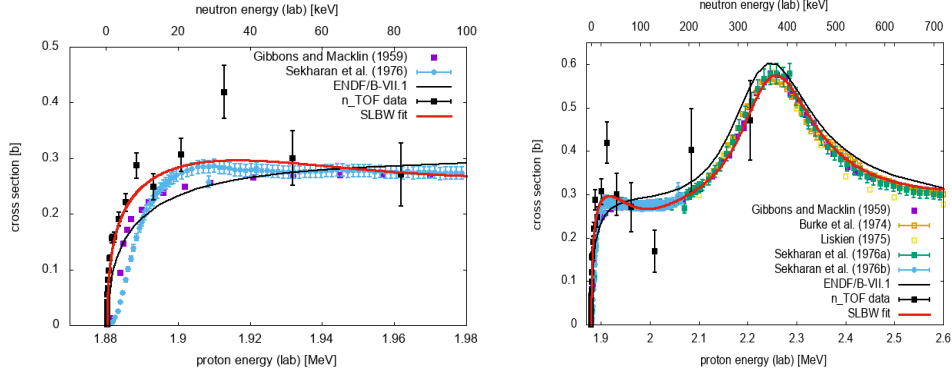 neutron energy (lab) [keV]
0 20 40 60 80 100
0.5
0.4
0.3
0.2
0.1
0
cross section [b]
Gibbons and Macklin (1959)
Sekharan et al. (1976)
ENDF/B-VII.1
n_TOF data
SLBW fit
1.88 1.9 1.92 1.94 1.96 1.98
proton energy (lab) [MeV]
neutron energy (lab) [keV]
0 100 200 300 400 500 600 700
0.6
0.5
0.4
0.3
0.2
0.1
0
cross section [b]
Gibbons and Macklin (1959)
Burke et al. (1974)
Liskien (1975)
Sekharan et al. (1976a)
Sekharan et al. (1976b)
ENDF/B-VII.1
n_TOF data
SLBW fit
1.9 2 2.1 2.2 2.3 2.4 2.5 2.6
proton energy (lab) [MeV]